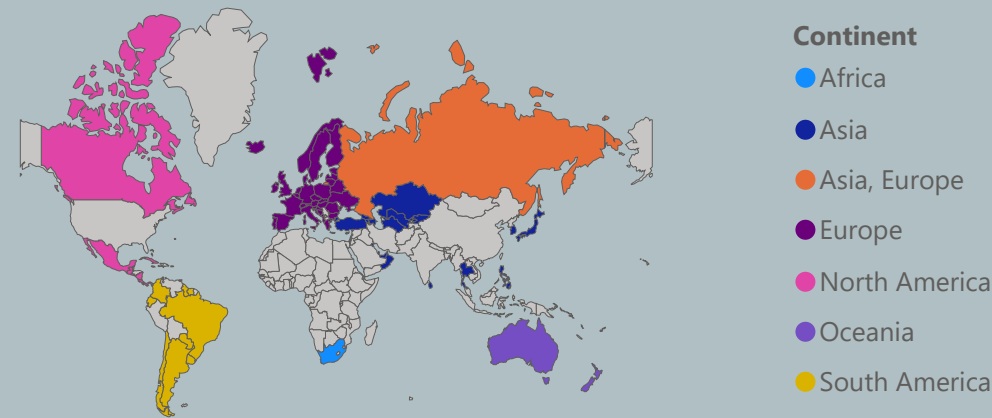 Continent
Africa
Asia
Asia, Europe
Europe
North America
Oceania
South America